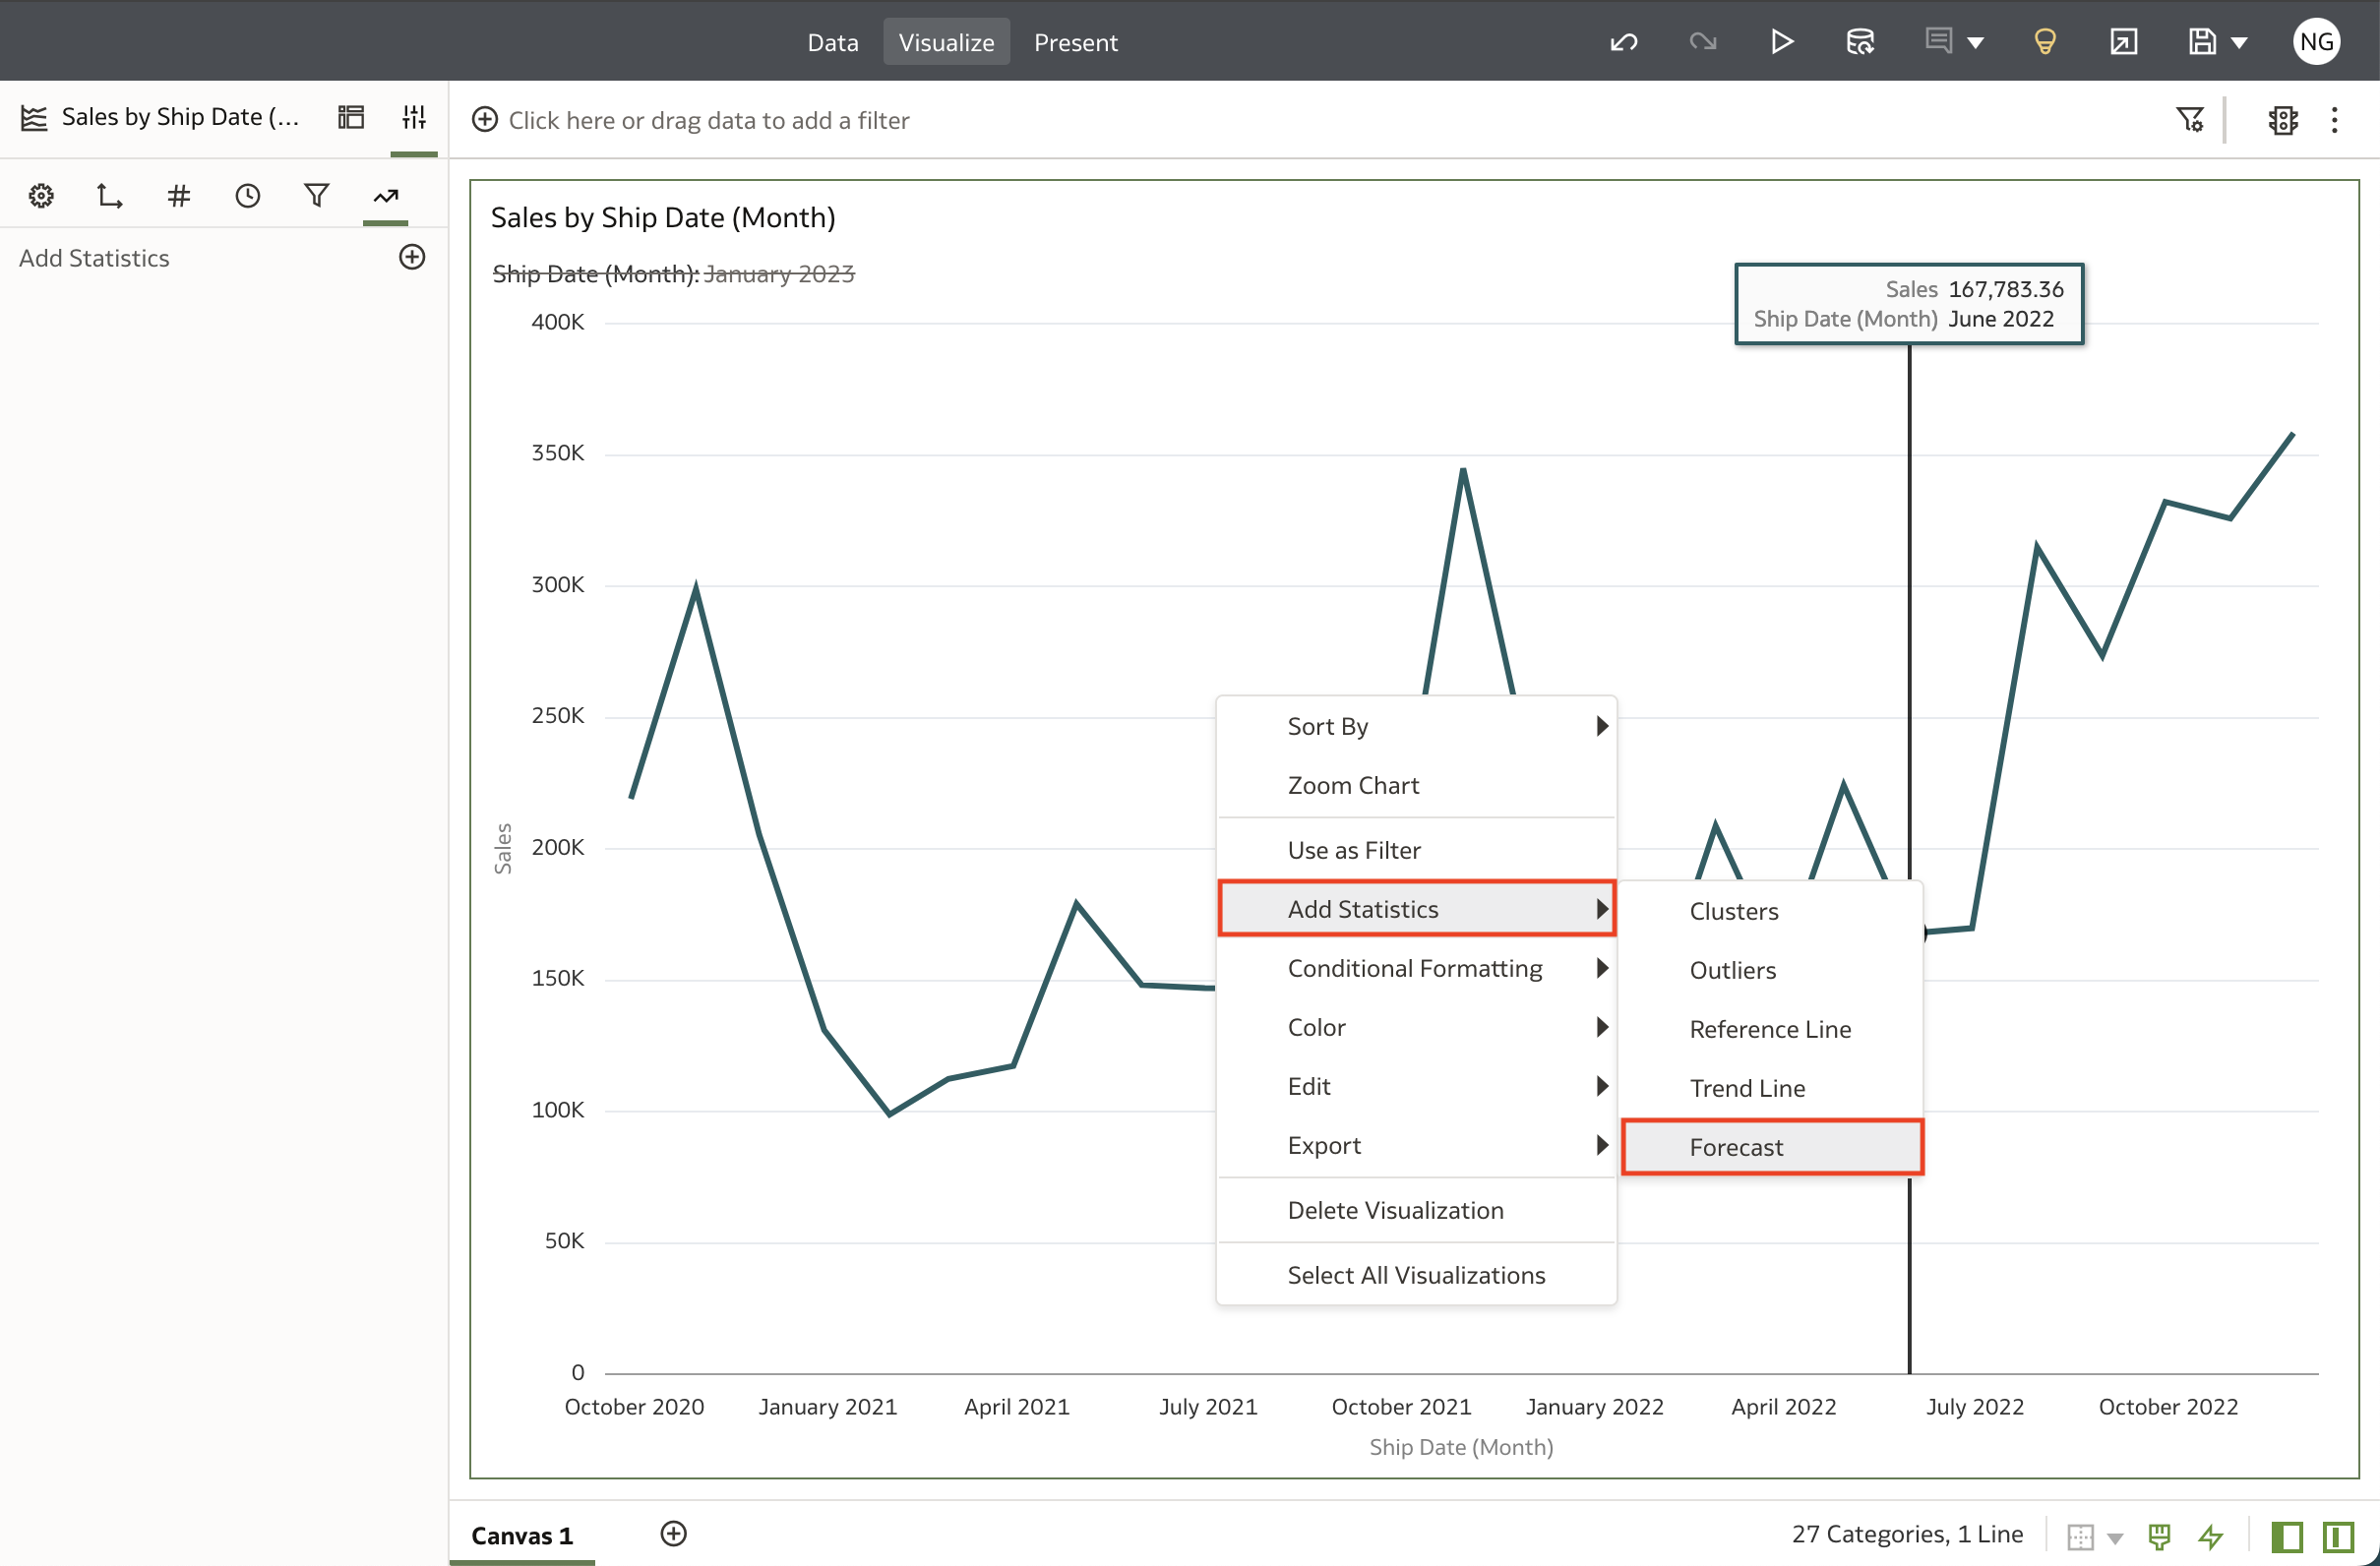 Data Visualize Present
NG
Sales by Ship Date (...
Click here or drag data to add a filter
Add Statistics
Sales by Ship Date (Month)
Ship Date (Month): January 2023
Sales 167,783.36
Ship Date (Month) June 2022
400K
350K
300K
250K
200K
150K
100K
50K
0
Sales
Sort By
Zoom Chart
Use as Filter
Add Statistics
Conditional Formatting
Color
Edit
Export
Delete Visualization
Select All Visualizations
Clusters
Outliers
Reference Line
Trend Line
Forecast
October 2020 January 2021 April 2021 July 2021 October 2021 January 2022 April 2022 July 2022 October 2022
Ship Date (Month)
Canvas 1
27 Categories, 1 Line